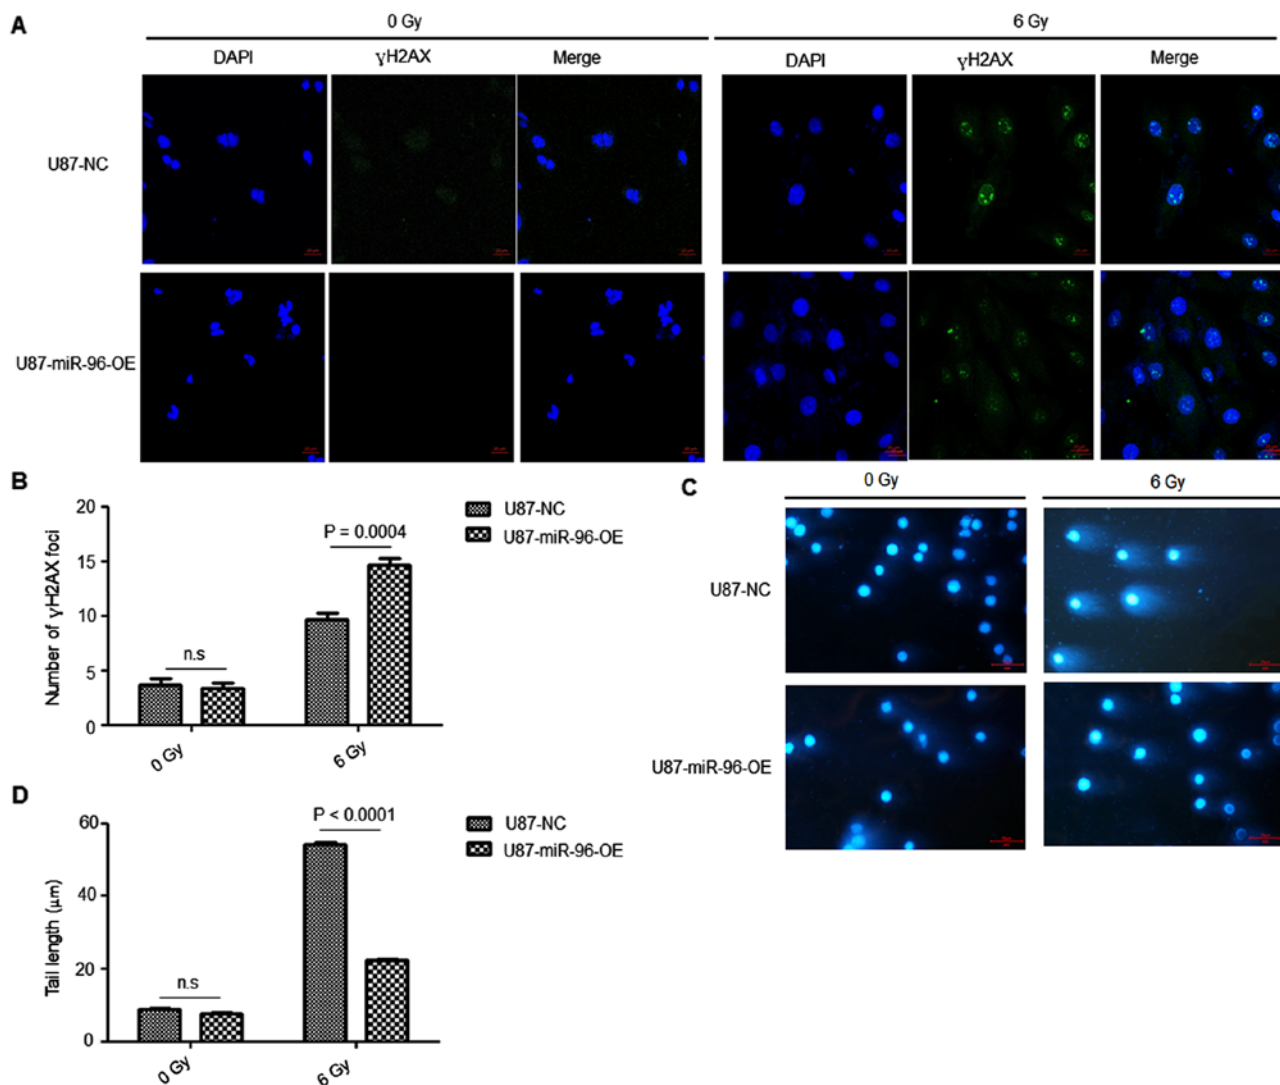 A
0 Gy
6 Gy
DAPI
γH2AX
Merge
DAPI
γH2AX
Merge
U87-NC
U87-miR-96-OE
B
Number of γH2AX foci
20
15
10
5
0
n.s
P = 0.0004
0 Gy
6 Gy
U87-NC
U87-miR-96-OE
C
0 Gy
6 Gy
U87-NC
U87-miR-96-OE
D
Tail length (μm)
60
40
20
0
n.s
P < 0.0001
0 Gy
6 Gy
U87-NC
U87-miR-96-OE